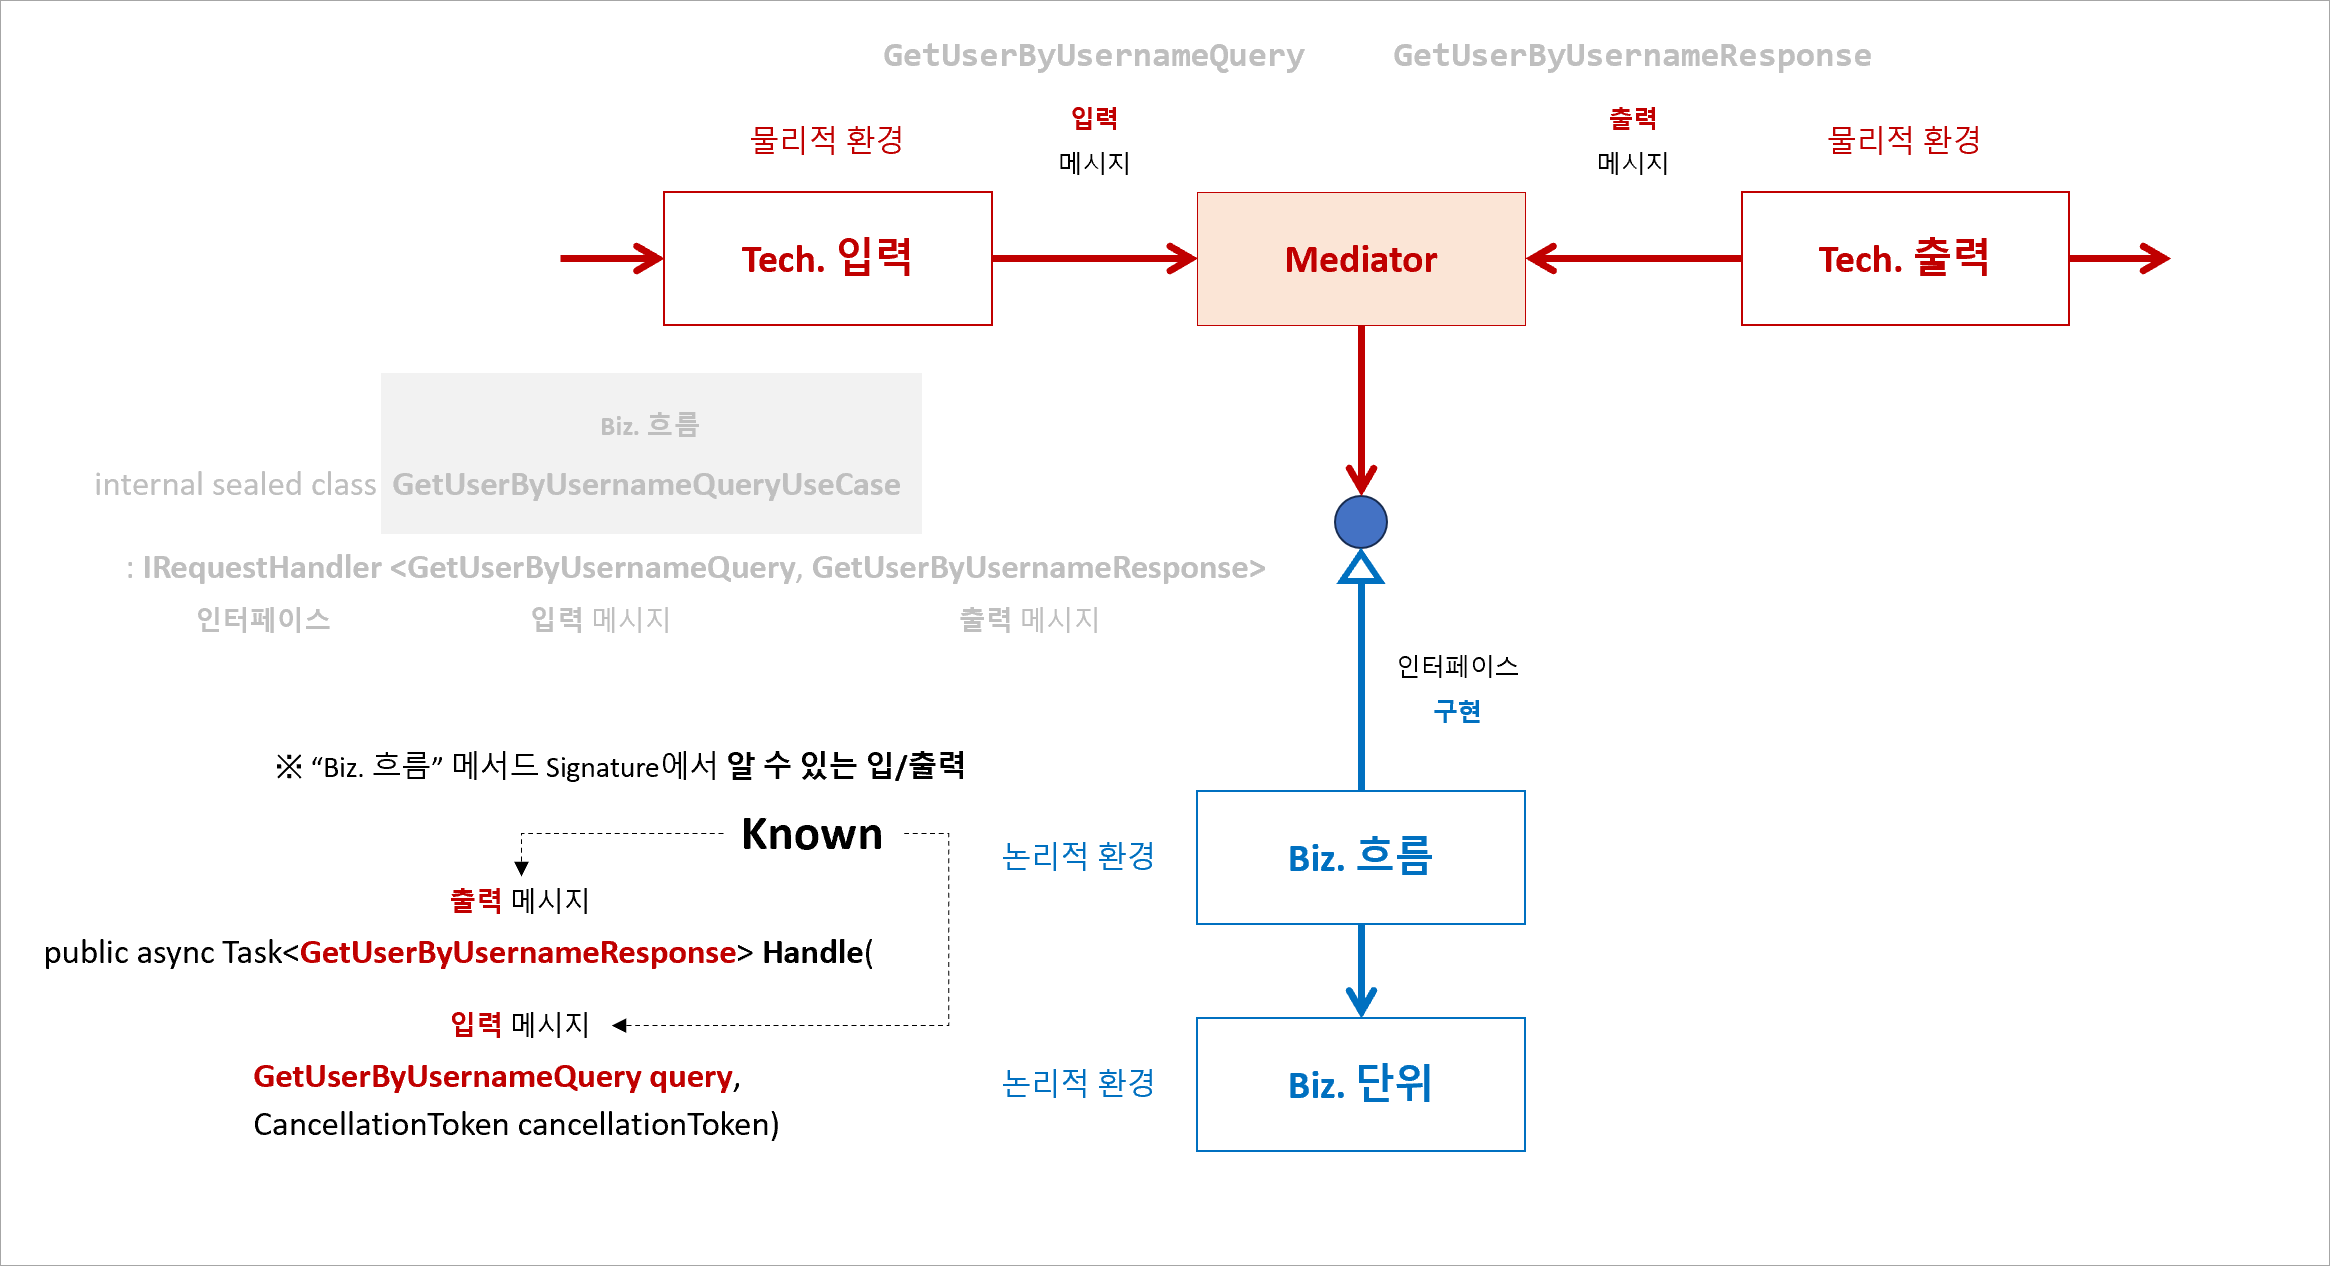 GetUserByUsernameQuery
GetUserByUsernameResponse
물리적 환경
입력
메시지
출력
메시지
물리적 환경
Tech. 입력
Mediator
Tech. 출력
Biz. 흐름
internal sealed class GetUserByUsernameQueryUseCase
: IRequestHandler <GetUserByUsernameQuery, GetUserByUsernameResponse>
인터페이스
입력 메시지
출력 메시지
인터페이스
구현
※ “Biz. 흐름” 메서드 Signature에서 알 수 있는 입/출력
Known
출력 메시지
public async Task<GetUserByUsernameResponse> Handle(
입력 메시지
GetUserByUsernameQuery query,
CancellationToken cancellationToken)
논리적 환경
Biz. 흐름
논리적 환경
Biz. 단위